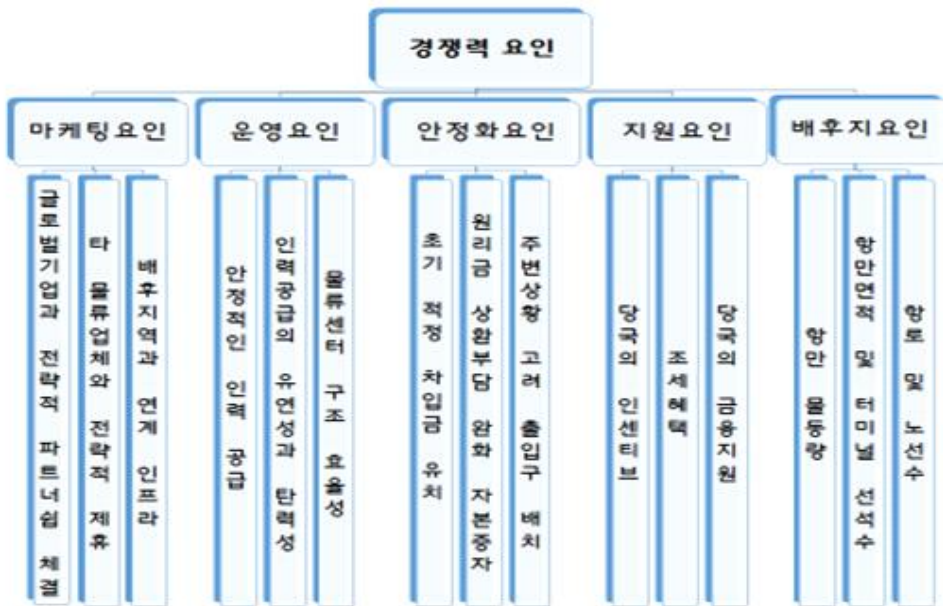 경쟁력 요인
마케팅요인
운영요인
안정화요인
지원요인
배후지요인
글로벌기업과 전략적 파트너쉽 체결
타 물류업체와 전략적 제휴
배후지역과 연계 인프라
안정적인 인력 공급
인력공급의 유연성과 탄력성
물류센터 구조 효율성
초기 적정 차입금 유치
원리금 상환부담 완화 자본증자
주변상황 고려 출입구 배치
당국의 인센티브
조세혜택
당국의 금융지원
항만 물동량
항만면적 및 터미널 선석수
항로 및 노선수